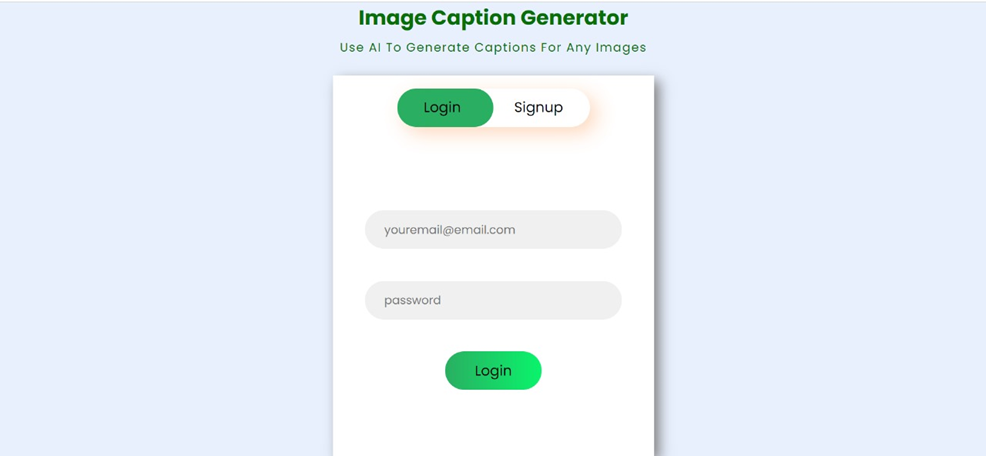 Image Caption Generator
Use AI To Generate Captions For Any Images
Login Signup
youremail@email.com
password
Login